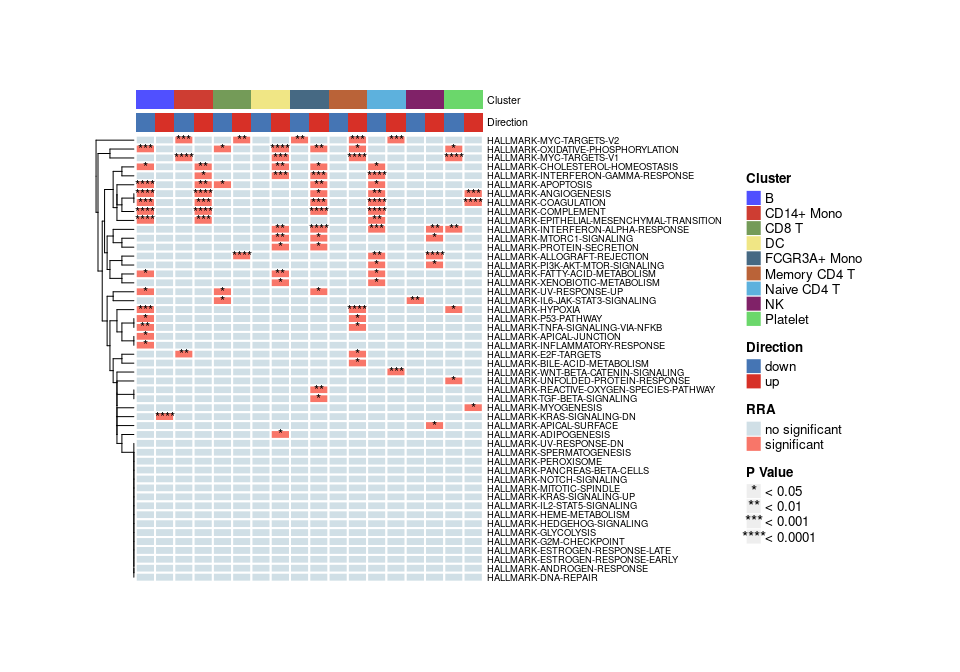 Cluster
Direction
*** ** ** *** *** HALLMARK-MYC-TARGETS-V2
*** * **** ** * * HALLMARK-OXIDATIVE-PHOSPHORYLATION
**** *** **** **** HALLMARK-MYC-TARGETS-V1
* ** ** * * HALLMARK-CHOLESTEROL-HOMEOSTASIS
* *** *** **** HALLMARK-INTERFERON-GAMMA-RESPONSE
**** ** * ** * HALLMARK-APOPTOSIS
**** **** * ** *** HALLMARK-ANGIOGENESIS
*** *** **** **** **** HALLMARK-COAGULATION
**** **** **** **** HALLMARK-COMPLEMENT
**** *** ** HALLMARK-EPITHELIAL-MESENCHYMAL-TRANSITION
** **** *** ** ** HALLMARK-INTERFERON-ALPHA-RESPONSE
** * * HALLMARK-MTORC1-SIGNALING
* * HALLMARK-PROTEIN-SECRETION
**** ** **** HALLMARK-ALLOGRAFT-REJECTION
* * HALLMARK-PI3K-AKT-MTOR-SIGNALING
* ** * HALLMARK-FATTY-ACID-METABOLISM
* * HALLMARK-XENOBIOTIC-METABOLISM
* * * HALLMARK-UV-RESPONSE-UP
* ** HALLMARK-IL6-JAK-STAT3-SIGNALING
*** **** * HALLMARK-HYPOXIA
* * HALLMARK-P53-PATHWAY
** * HALLMARK-TNFA-SIGNALING-VIA-NFKB
* HALLMARK-APICAL-JUNCTION
* HALLMARK-INFLAMMATORY-RESPONSE
** * HALLMARK-E2F-TARGETS
* HALLMARK-BILE-ACID-METABOLISM
*** HALLMARK-WNT-BETA-CATENIN-SIGNALING
* HALLMARK-UNFOLDED-PROTEIN-RESPONSE
** HALLMARK-REACTIVE-OXYGEN-SPECIES-PATHWAY
* HALLMARK-TGF-BETA-SIGNALING
* HALLMARK-MYOGENESIS
**** HALLMARK-KRAS-SIGNALING-DN
* HALLMARK-APICAL-SURFACE
* HALLMARK-ADIPOGENESIS
HALLMARK-UV-RESPONSE-DN
HALLMARK-SPERMATOGENESIS
HALLMARK-PEROXISOME
HALLMARK-PANCREAS-BETA-CELLS
HALLMARK-NOTCH-SIGNALING
HALLMARK-MITOTIC-SPINDLE
HALLMARK-KRAS-SIGNALING-UP
HALLMARK-IL2-STAT5-SIGNALING
HALLMARK-HEME-METABOLISM
HALLMARK-HEDGEHOG-SIGNALING
HALLMARK-GLYCOLYSIS
HALLMARK-G2M-CHECKPOINT
HALLMARK-ESTROGEN-RESPONSE-LATE
HALLMARK-ESTROGEN-RESPONSE-EARLY
HALLMARK-ANDROGEN-RESPONSE
HALLMARK-DNA-REPAIR
Cluster
B
CD14+ Mono
CD8 T
DC
FCGR3A+ Mono
Memory CD4 T
Naive CD4 T
NK
Platelet
Direction
down
up
RRA
no significant
significant
P Value
* < 0.05
** < 0.01
*** < 0.001
**** < 0.0001